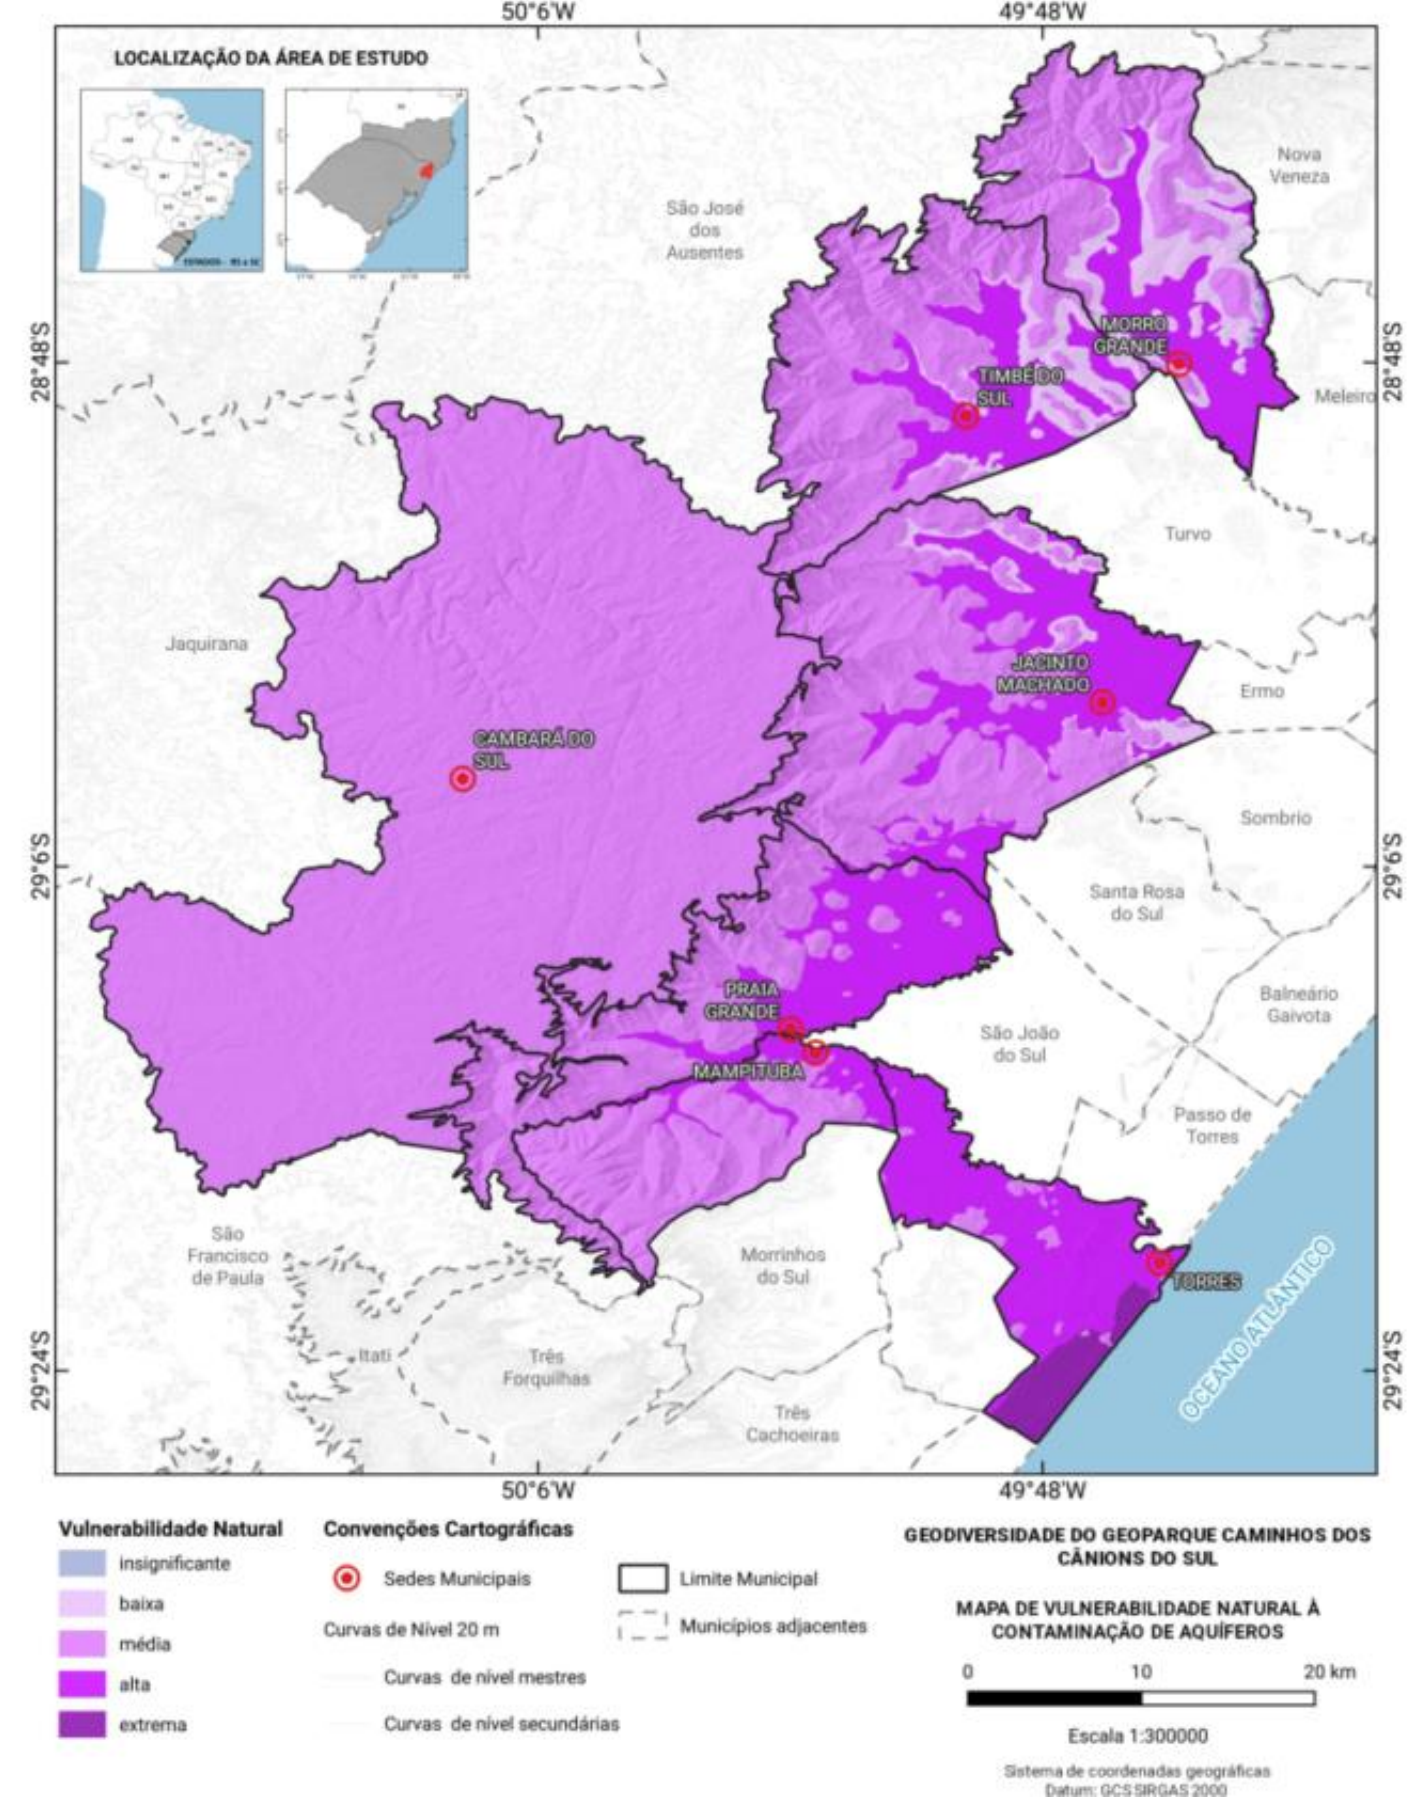 50°6'W
49°48'W
LOCALIZAÇÃO DA ÁREA DE ESTUDO
Nova
Veneza
São José
dos
Ausentes
28°48'S
28°48'S
MORRO
GRANDE
TIMBÉ DO
SUL
Meleiro
Turvo
Jaquirana
JACINTO
MACHADO
Ermo
CAMBARÁ DO
SUL
Sombrio
29°6'S
29°6'S
Santa Rosa
do Sul
PRAIA
GRANDE
Balneário
Gaivota
São João
do Sul
MAMPITUBA
Passo de
Torres
São
Francisco
de Paula
Morrinhos
do Sul
TORRES
OCEANO ATLÂNTICO
Itati
Três
Forquilhas
29°24'S
29°24'S
Três
Cachoeiras
50°6'W
49°48'W
Vulnerabilidade Natural
insignificante
baixa
média
alta
extrema
Convenções Cartográficas
Sedes Municipais
Limite Municipal
Curvas de Nível 20 m
Municípios adjacentes
Curvas de nível mestres
Curvas de nível secundárias
GEODIVERSIDADE DO GEOPARQUE CAMINHOS DOS
CÂNIONS DO SUL
MAPA DE VULNERABILIDADE NATURAL À
CONTAMINAÇÃO DE AQUÍFEROS
0 10 20 km
Escala 1:300000
Sistema de coordenadas geográficas
Datum: GCS SIRGAS 2000